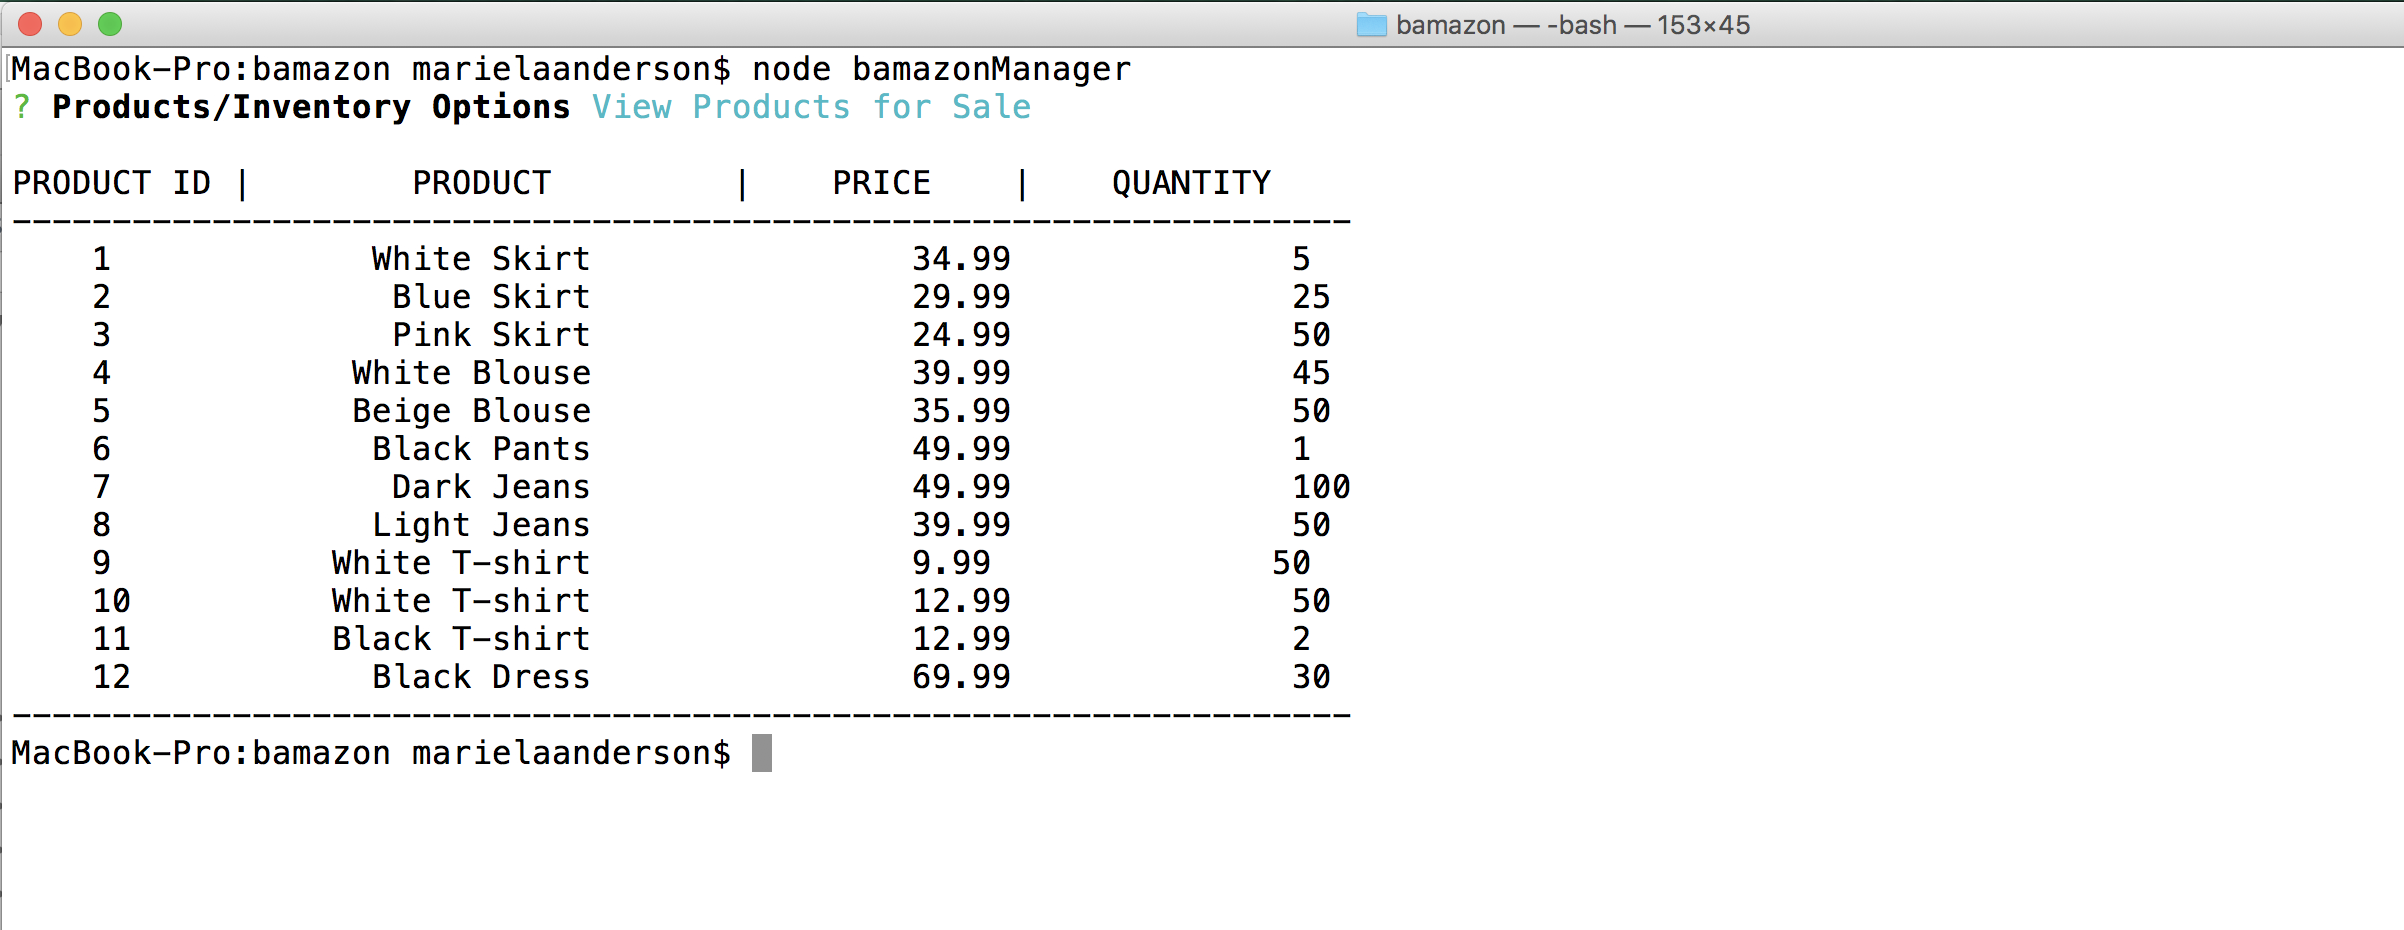 bamazon — -bash — 153×45
MacBook-Pro:bamazon marielaanderson$ node bamazonManager
? Products/Inventory Options View Products for Sale
PRODUCT ID | PRODUCT | PRICE | QUANTITY
-------------------------------------------------------------------
1 White Skirt 34.99 5
2 Blue Skirt 29.99 25
3 Pink Skirt 24.99 50
4 White Blouse 39.99 45
5 Beige Blouse 35.99 50
6 Black Pants 49.99 1
7 Dark Jeans 49.99 100
8 Light Jeans 39.99 50
9 White T-shirt 9.99 50
10 White T-shirt 12.99 50
11 Black T-shirt 12.99 2
12 Black Dress 69.99 30
-------------------------------------------------------------------
MacBook-Pro:bamazon marielaanderson$